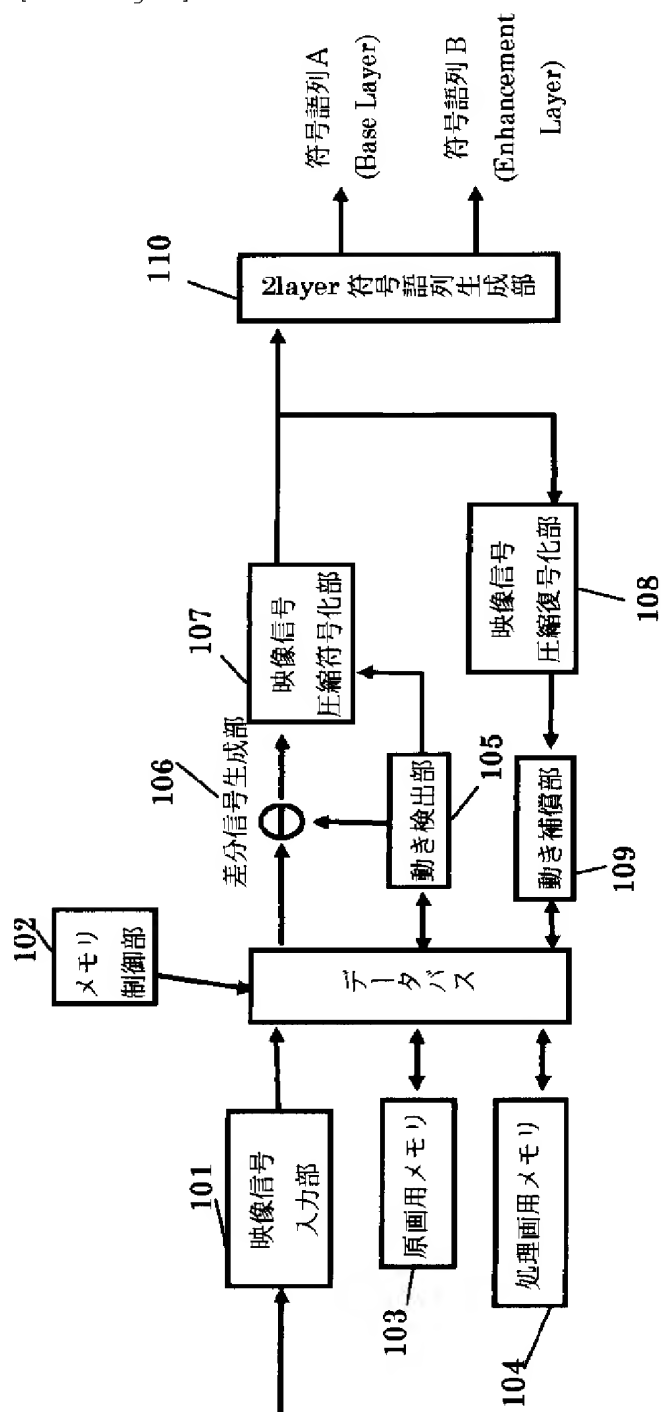 101
映像信号
入力部
102
メモリ
制御部
原画用メモリ
103
処理画用メモリ
104
データバス
差分信号生成部
106
動き検出部
105
107
映像信号
圧縮符号化部
映像信号
圧縮復号化部
108
動き補償部
109
110
2layer 符号語列生成部
符号語列 A
(Base Layer)
符号語列 B
(Enhancement
Layer)